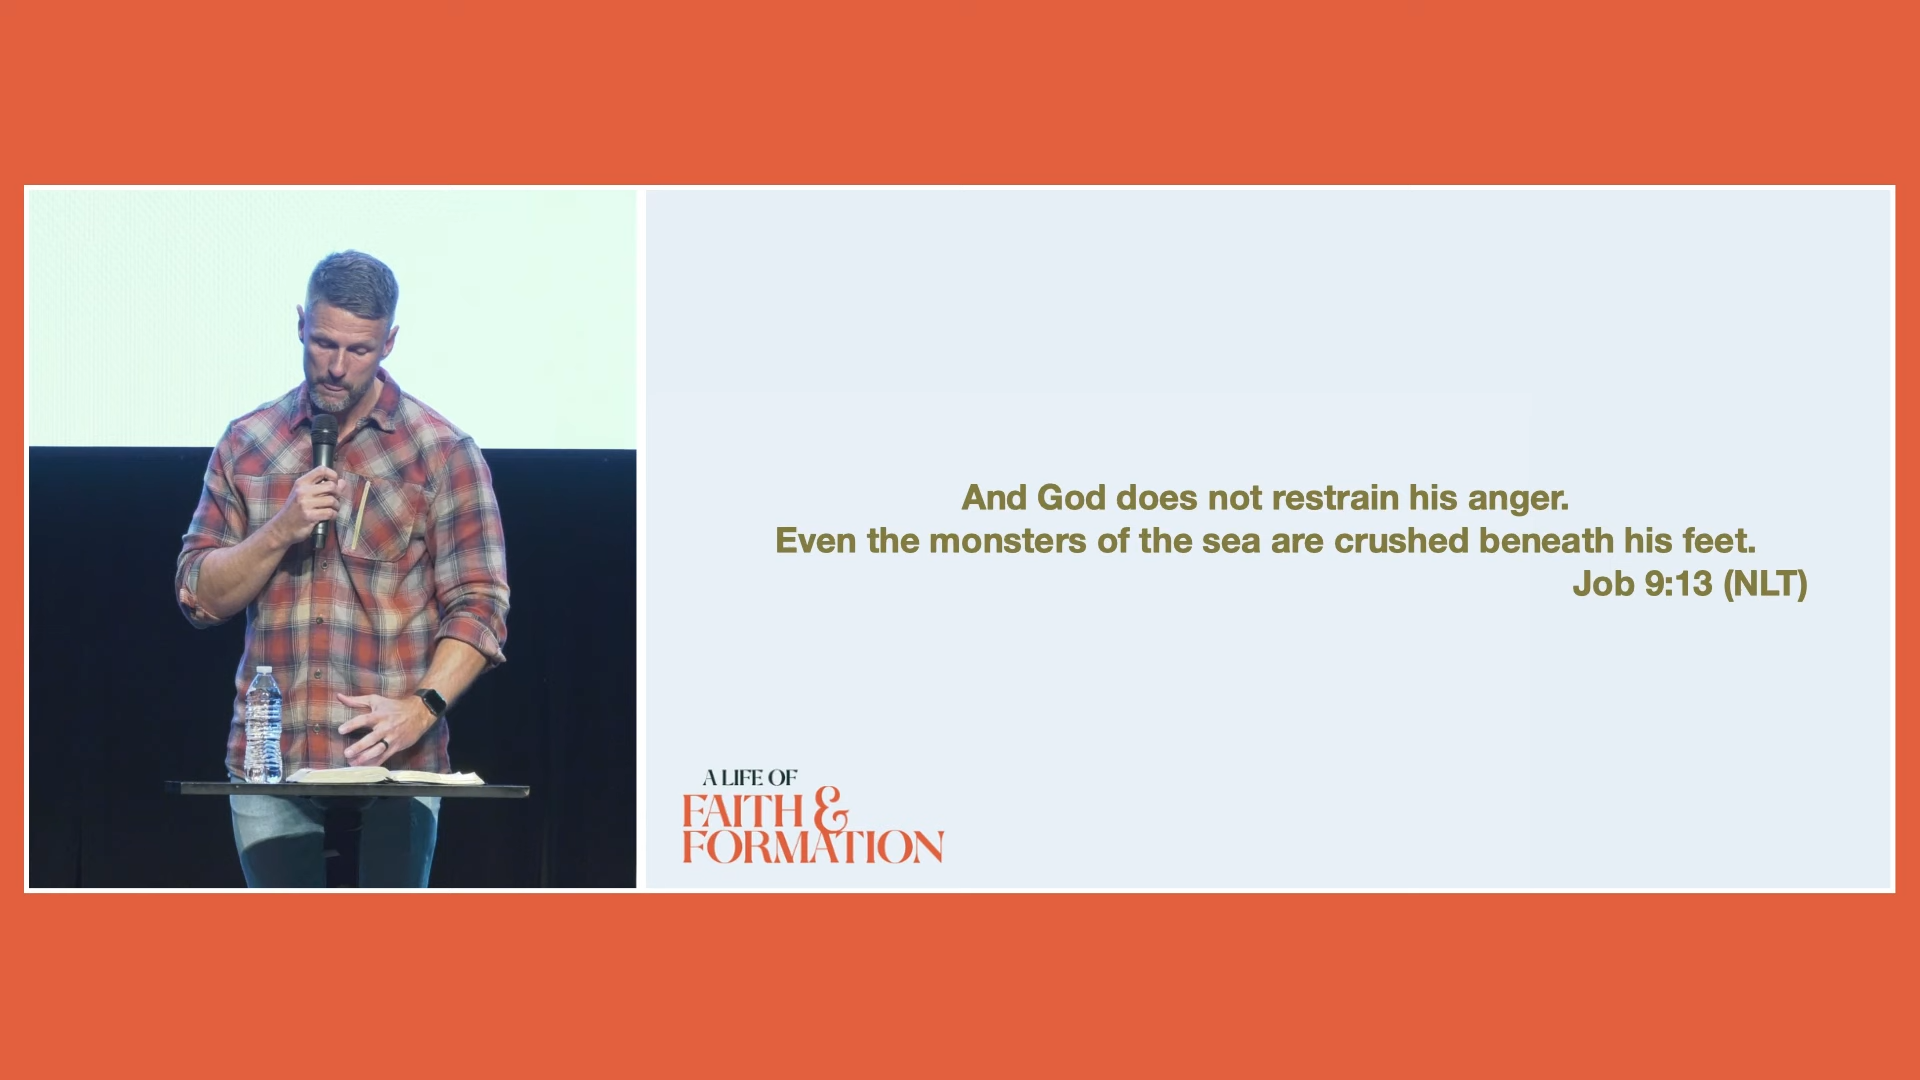 And God does not restrain his anger.
Even the monsters of the sea are crushed beneath his feet.
Job 9:13 (NLT)
A LIFE OF
FAITH &
FORMATION